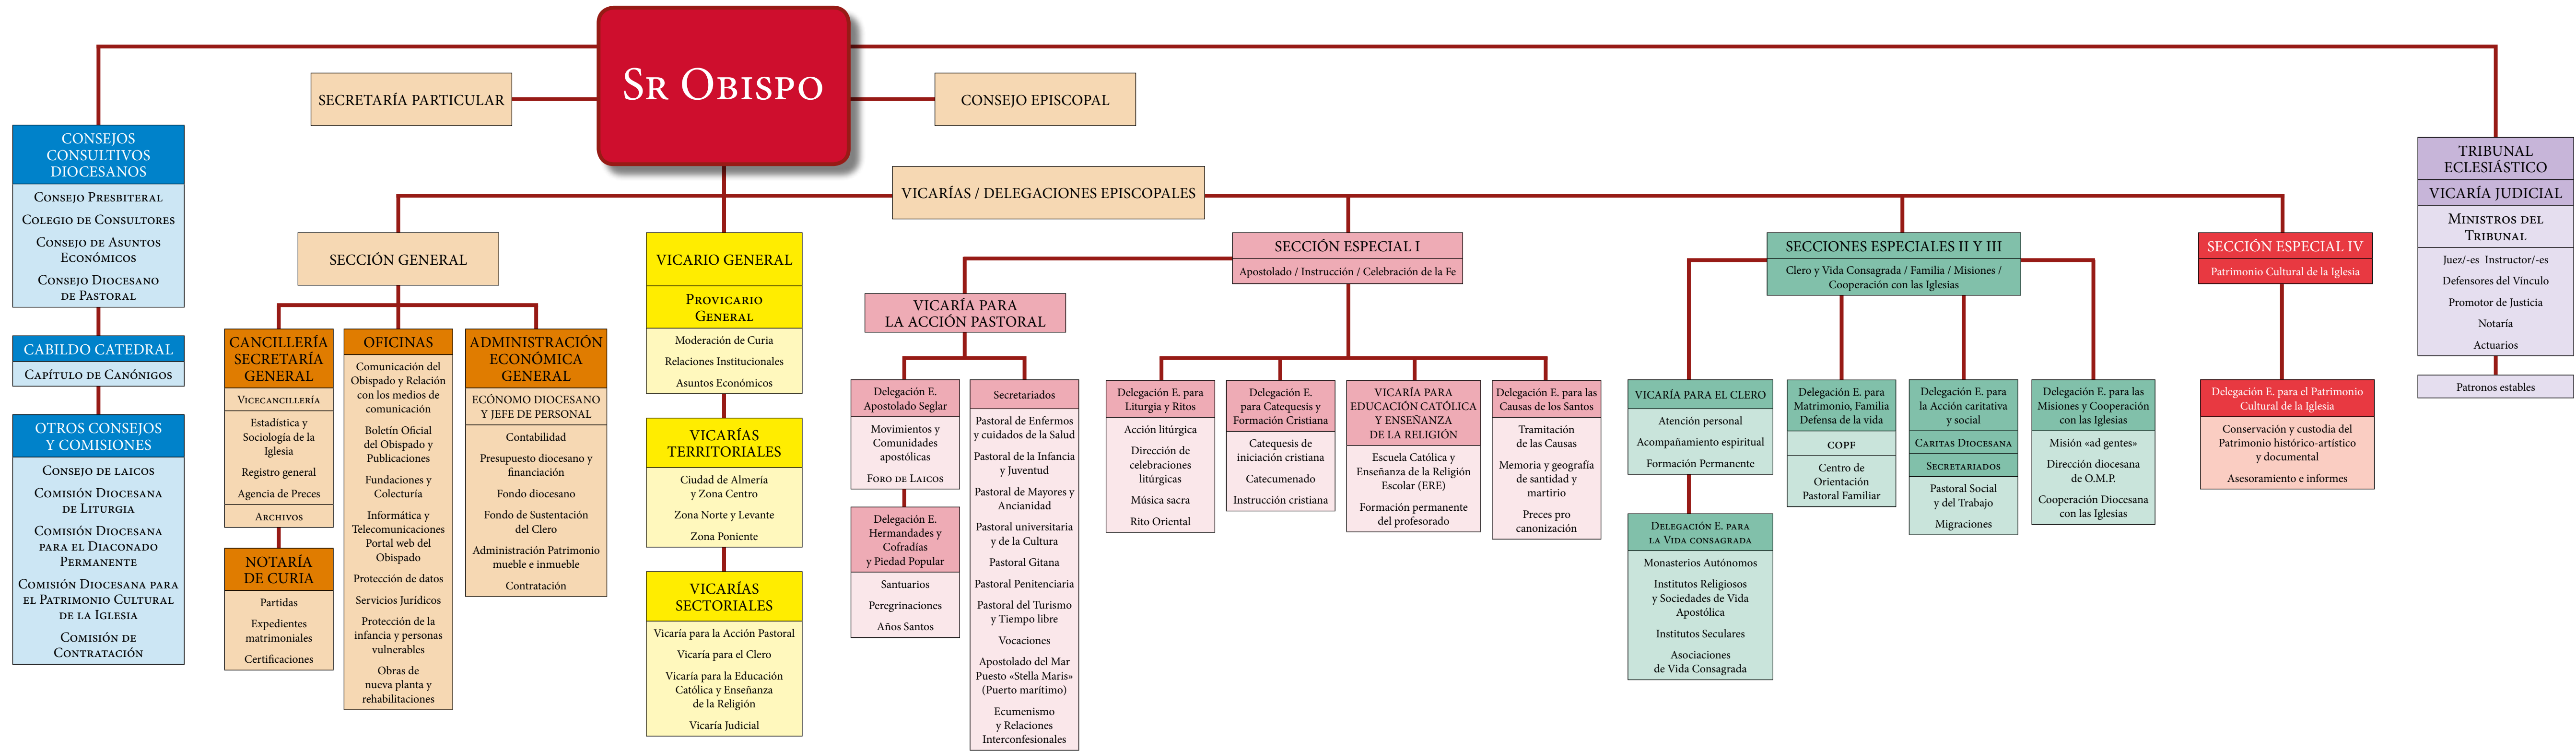 Sr Obispo
SECRETARÍA PARTICULAR
CONSEJO EPISCOPAL
VICARÍAS / DELEGACIONES EPISCOPALES
CONSEJOS
CONSULTIVOS
DIOCESANOS
Consejo Presbiteral
Colegio de Consultores
Consejo de Asuntos
Económicos
Consejo Diocesano
de Pastoral
CABILDO CATEDRAL
Capítulo de Canónigos
OTROS CONSEJOS
Y COMISIONES
Consejo de laicos
Comisión Diocesana
de Liturgia
Comisión Diocesana
para el Diaconado
Permanente
Comisión Diocesana para
el Patrimonio Cultural
de la Iglesia
Comisión de
Contratación
SECCIÓN GENERAL
CANCILLERÍA
SECRETARÍA
GENERAL
Vicecancillería
Estadística y
Sociología de la
Iglesia
Registro general
Agencia de Preces
Archivos
NOTARÍA
DE CURIA
Partidas
Expedientes
matrimoniales
Certificaciones
OFICINAS
Comunicación del
Obispado y Relación
con los medios de
comunicación
Boletín Oficial
del Obispado y
Publicaciones
Fundaciones y
Colecturía
Informática y
Telecomunicaciones
Portal web del
Obispado
Protección de datos
Servicios Jurídicos
Protección de la
infancia y personas
vulnerables
Obras de
nueva planta y
rehabilitaciones
ADMINISTRACIÓN
ECONÓMICA
GENERAL
ECÓNOMO DIOCESANO
Y JEFE DE PERSONAL
Contabilidad
Presupuesto diocesano y
financiación
Fondo diocesano
Fondo de Sustentación
del Clero
Administración Patrimonio
mueble e inmueble
Contratación
VICARIO GENERAL
Provicario
General
Moderación de Curia
Relaciones Institucionales
Asuntos Económicos
VICARÍAS
TERRITORIALES
Ciudad de Almería
y Zona Centro
Zona Norte y Levante
Zona Poniente
VICARÍAS
SECTORIALES
Vicaría para la Acción Pastoral
Vicaría para el Clero
Vicaría para la Educación
Católica y Enseñanza
de la Religión
Vicaría Judicial
SECCIÓN ESPECIAL I
Apostolado / Instrucción / Celebración de la Fe
VICARÍA PARA
LA ACCIÓN PASTORAL
Delegación E.
Apostolado Seglar
Movimientos y
Comunidades
apostólicas
Foro de Laicos
Delegación E.
Hermandades y
Cofradías
y Piedad Popular
Santuarios
Peregrinaciones
Años Santos
Secretariados
Pastoral de Enfermos
y cuidados de la Salud
Pastoral de la Infancia
y Juventud
Pastoral de Mayores y
Ancianidad
Pastoral universitaria
y de la Cultura
Pastoral Gitana
Pastoral Penitenciaria
Pastoral del Turismo
y Tiempo libre
Vocaciones
Apostolado del Mar
Puesto «Stella Maris»
(Puerto marítimo)
Ecumenismo
y Relaciones
Interconfesionales
Delegación E. para
Liturgia y Ritos
Acción litúrgica
Dirección de
celebraciones
litúrgicas
Música sacra
Rito Oriental
Delegación E.
para Catequesis y
Formación Cristiana
Catequesis de
iniciación cristiana
Catecumenado
Instrucción cristiana
VICARÍA PARA
EDUCACIÓN CATÓLICA
Y ENSEÑANZA
DE LA RELIGIÓN
Escuela Católica y
Enseñanza de la Religión
Escolar (ERE)
Formación permanente
del profesorado
Delegación E. para las
Causas de los Santos
Tramitación
de las Causas
Memoria y geografía
de santidad y
martirio
Preces pro
canonización
SECCIONES ESPECIALES II Y III
Clero y Vida Consagrada / Familia / Misiones /
Cooperación con las Iglesias
VICARÍA PARA EL CLERO
Atención personal
Acompañamiento espiritual
Formación Permanente
Delegación E. para
la Vida consagrada
Monasterios Autónomos
Institutos Religiosos
y Sociedades de Vida
Apostólica
Institutos Seculares
Asociaciones
de Vida Consagrada
Delegación E. para
Matrimonio, Familia
Defensa de la vida
COPF
Centro de
Orientación
Pastoral Familiar
Delegación E. para
la Acción caritativa
y social
Caritas Diocesana
Secretariados
Pastoral Social
y del Trabajo
Migraciones
Delegación E. para las
Misiones y Cooperación
con las Iglesias
Misión «ad gentes»
Dirección diocesana
de O.M.P.
Cooperación Diocesana
con las Iglesias
SECCIÓN ESPECIAL IV
Patrimonio Cultural de la Iglesia
Delegación E. para el Patrimonio
Cultural de la Iglesia
Conservación y custodia del
Patrimonio histórico-artístico
y documental
Asesoramiento e informes
TRIBUNAL
ECLESIÁSTICO
VICARÍA JUDICIAL
Ministros del
Tribunal
Juez/-es Instructor/-es
Defensores del Vínculo
Promotor de Justicia
Notaría
Actuarios
Patronos estables